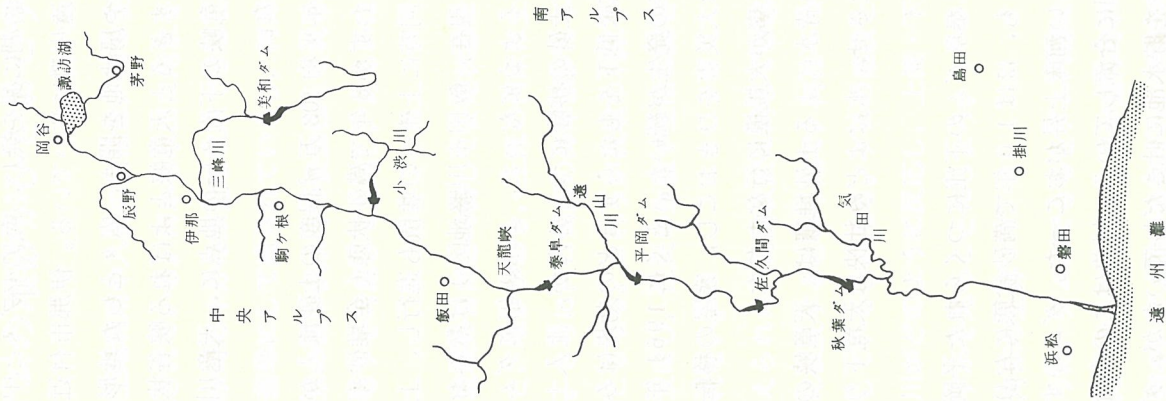 岡谷
諏訪湖
茅野
辰野
伊那
三峰川
美和ダム
駒ヶ根
小渋川
中央アルプス
南アルプス
飯田
天龍峡
泰阜ダム
遠山川
平岡ダム
佐久間ダム
秋葉ダム
気田川
島田
掛川
磐田
浜松
遠州灘